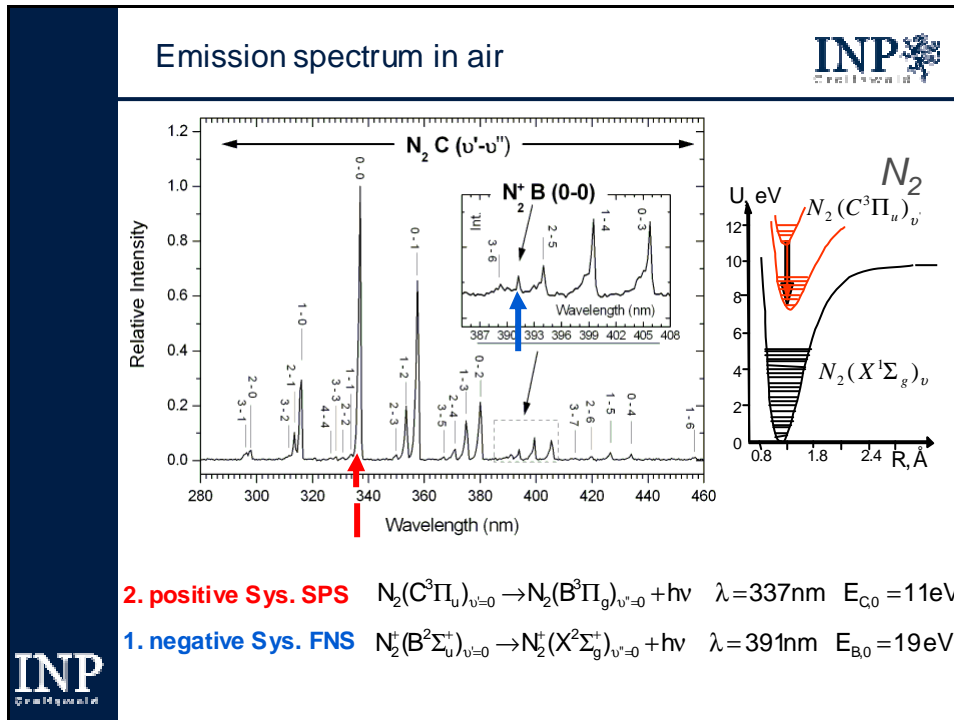 Emission spectrum in air
INP
Greifswald
1.2
1.0
0.8
0.6
0.4
0.2
0.0
Relative Intensity
280 300 320 340 360 380 400 420 440 460
Wavelength (nm)
N₂ C (υ'-υ")
3-1
2-0
3-2
2-1
1-0
4-4
3-3
2-2
1-1
0-0
2-3
1-2
0-1
3-5
2-4
1-3
0-2
3-7
2-6
1-5
0-4
1-6
N₂⁺ B (0-0)
3-6
2-5
1-4
0-3
Wavelength (nm)
387 390 393 396 399 402 405 408
N₂
U, eV
12
10
8
6
4
2
0
N₂(C³Πᵤ)υ'
N₂(X¹Σg)υ
0.8 1.8 2.4 R, Å
2. positive Sys. SPS N₂(C³Πᵤ)υ'=0 → N₂(B³Πg)υ"=0 + hν λ=337nm E_C,0 = 11eV
1. negative Sys. FNS N₂⁺(B²Σᵤ⁺)υ'=0 → N₂⁺(X²Σg⁺)υ"=0 + hν λ=391nm E_B,0 = 19eV
INP
Greifswald